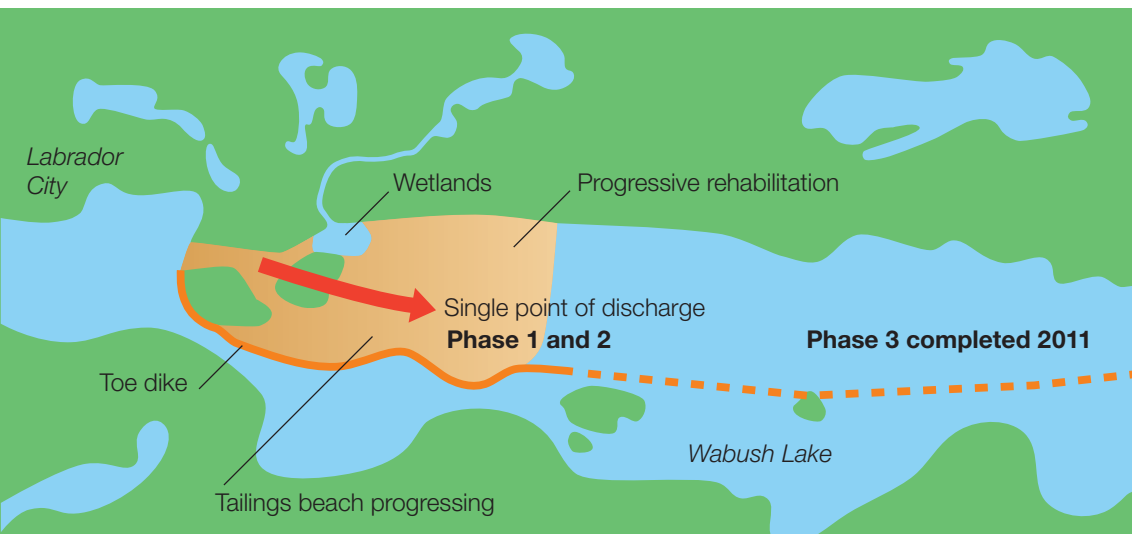 Labrador
City
Wetlands
Progressive rehabilitation
Single point of discharge
Phase 1 and 2
Phase 3 completed 2011
Toe dike
Wabush Lake
Tailings beach progressing